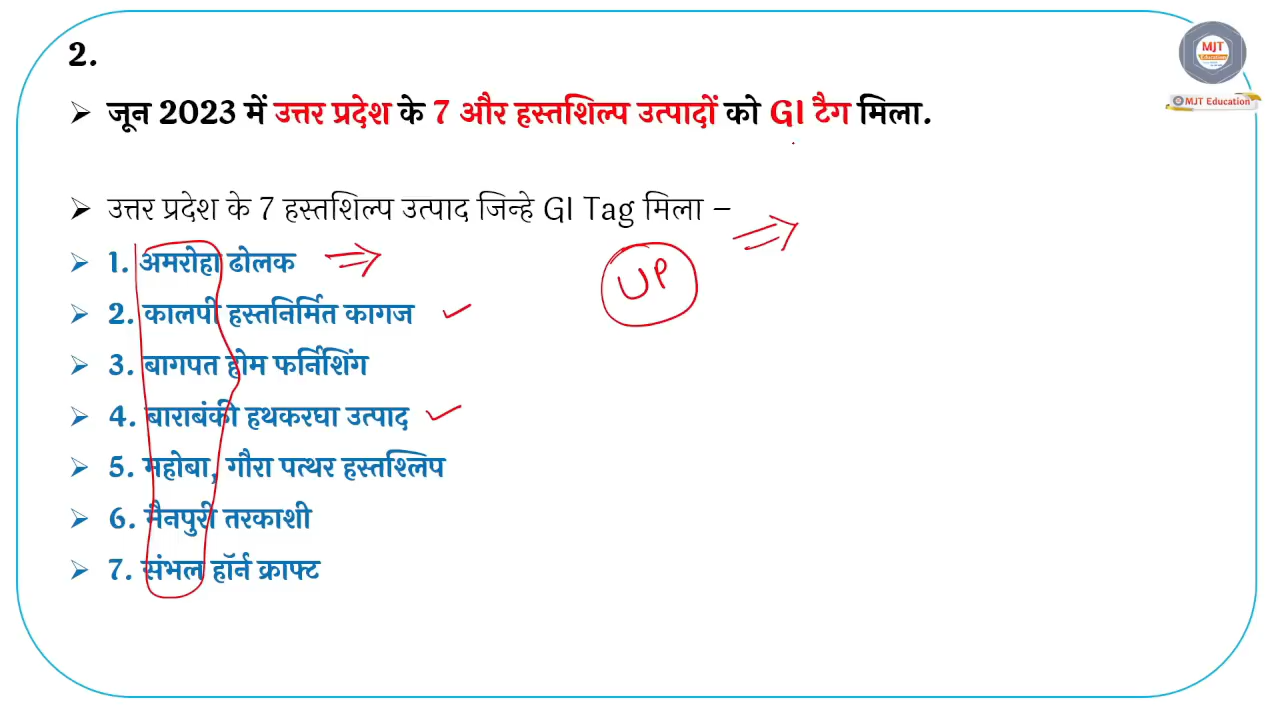 2.
MJT
Education
MJT Education
➢ जून 2023 में उत्तर प्रदेश के 7 और हस्तशिल्प उत्पादों को GI टैग मिला.
➢ उत्तर प्रदेश के 7 हस्तशिल्प उत्पाद जिन्हे GI Tag मिला –
➢ 1. अमरोहा ढोलक
UP
➢ 2. कालपी हस्तनिर्मित कागज
➢ 3. बागपत होम फर्निशिंग
➢ 4. बाराबंकी हथकरघा उत्पाद
➢ 5. महोबा, गौरा पत्थर हस्तश्लिप
➢ 6. मैनपुरी तरकाशी
➢ 7. संभल हॉर्न क्राफ्ट